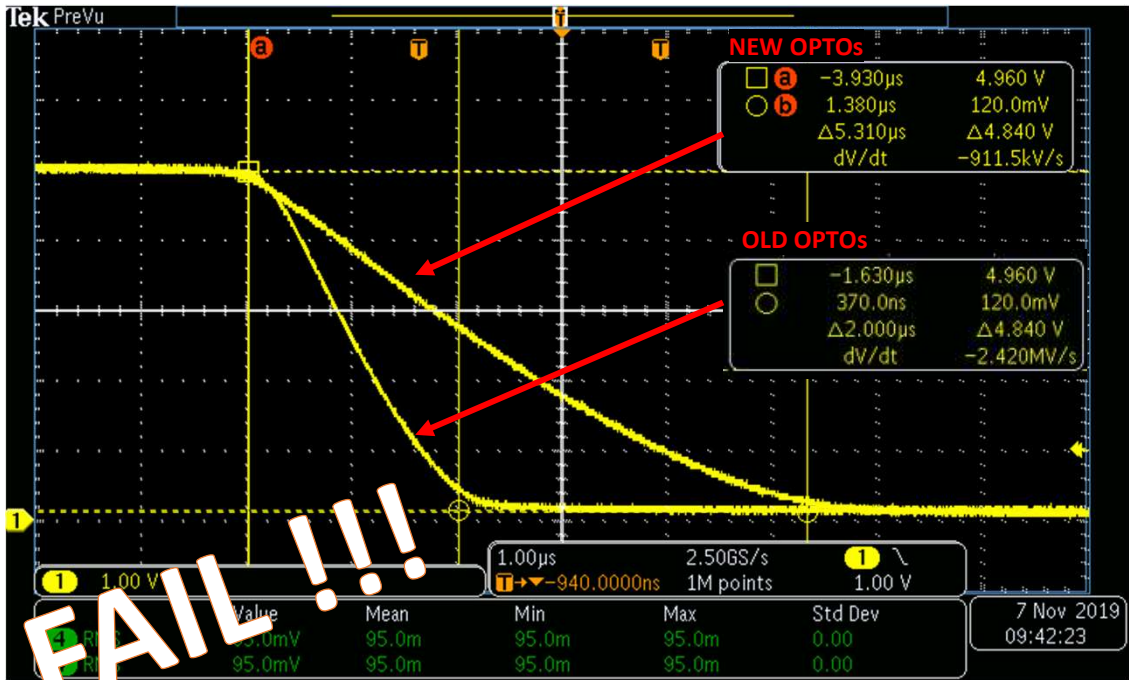 Tek PreVu
T
a
T
T
NEW OPTOs
a −3.930µs 4.960 V
b 1.380µs 120.0mV
Δ5.310µs Δ4.840 V
dV/dt −911.5kV/s
OLD OPTOs
−1.630µs 4.960 V
370.0ns 120.0mV
Δ2.000µs Δ4.840 V
dV/dt −2.420MV/s
1
FAIL !!!
1 1.00 V
1.00µs 2.50GS/s 1
T→▼−940.0000ns 1M points 1.00 V
Value Mean Min Max Std Dev
4 95.0m 95.0m 95.0m 0.00
95.0mV 95.0m 95.0m 95.0m 0.00
7 Nov 2019
09:42:23